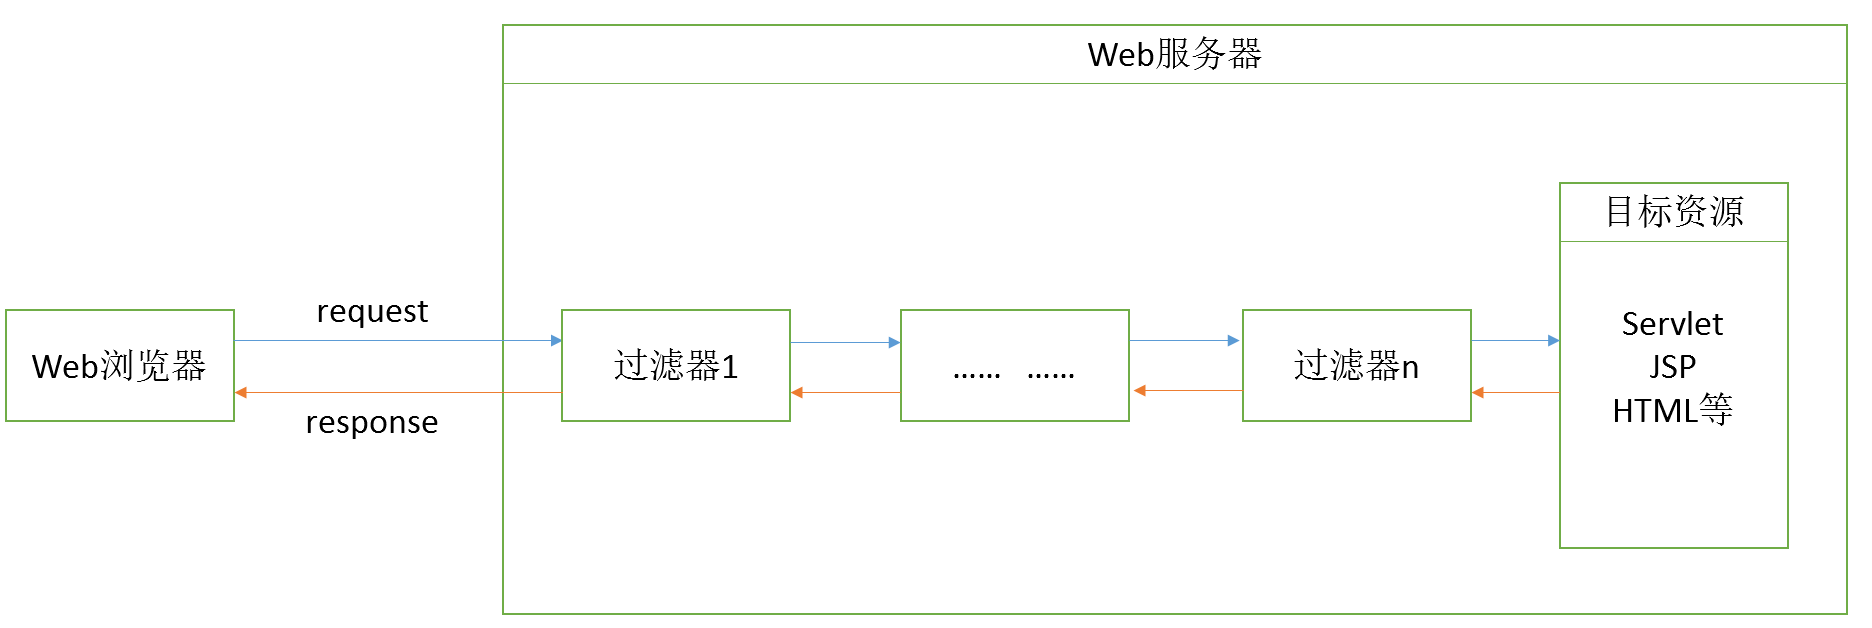 Web服务器
目标资源
request
Web浏览器
过滤器1
...... ......
过滤器n
Servlet
JSP
HTML等
response